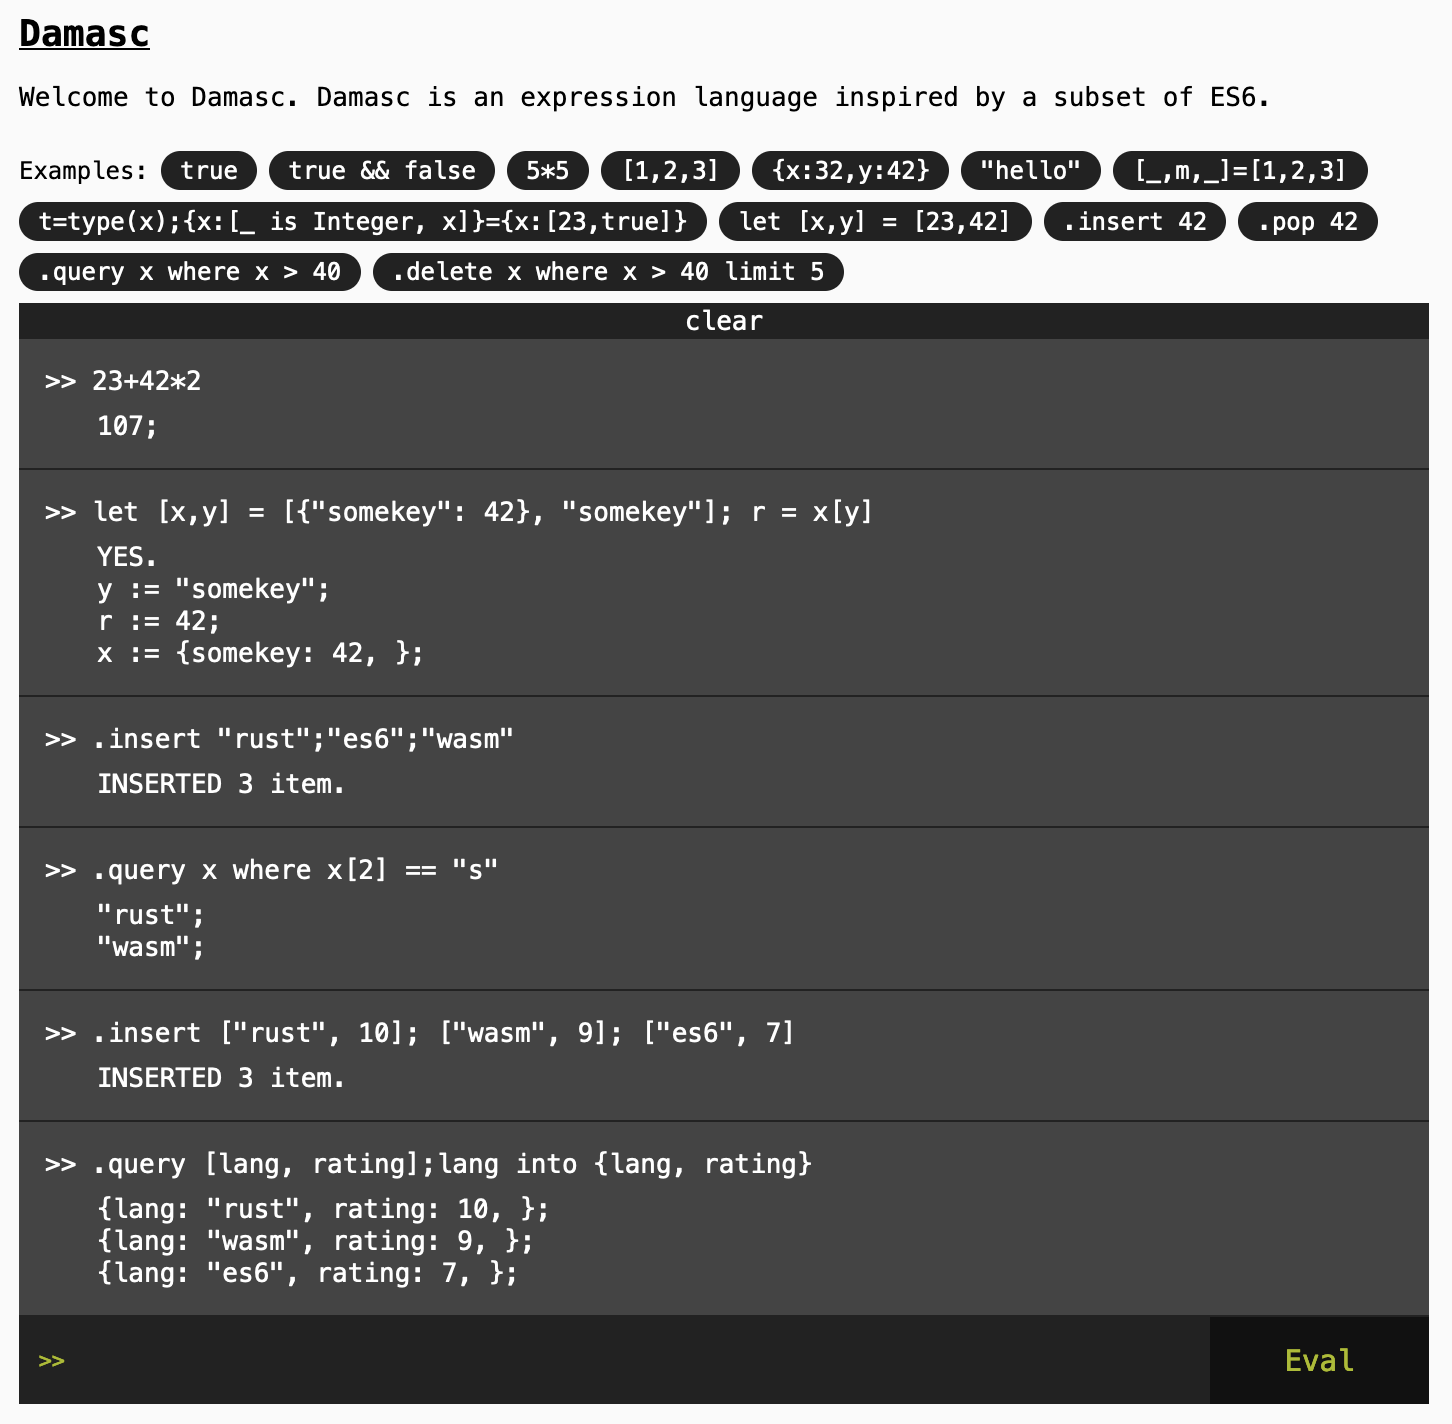 Damasc
Welcome to Damasc. Damasc is an expression language inspired by a subset of ES6.
Examples: true true && false 5*5 [1,2,3] {x:32,y:42} "hello" [_,m,_]=[1,2,3]
t=type(x);{x:[_ is Integer, x]}={x:[23,true]} let [x,y] = [23,42] .insert 42 .pop 42
.query x where x > 40 .delete x where x > 40 limit 5
clear
>> 23+42*2
107;
>> let [x,y] = [{"somekey": 42}, "somekey"]; r = x[y]
YES.
y := "somekey";
r := 42;
x := {somekey: 42, };
>> .insert "rust";"es6";"wasm"
INSERTED 3 item.
>> .query x where x[2] == "s"
"rust";
"wasm";
>> .insert ["rust", 10]; ["wasm", 9]; ["es6", 7]
INSERTED 3 item.
>> .query [lang, rating];lang into {lang, rating}
{lang: "rust", rating: 10, };
{lang: "wasm", rating: 9, };
{lang: "es6", rating: 7, };
>> Eval